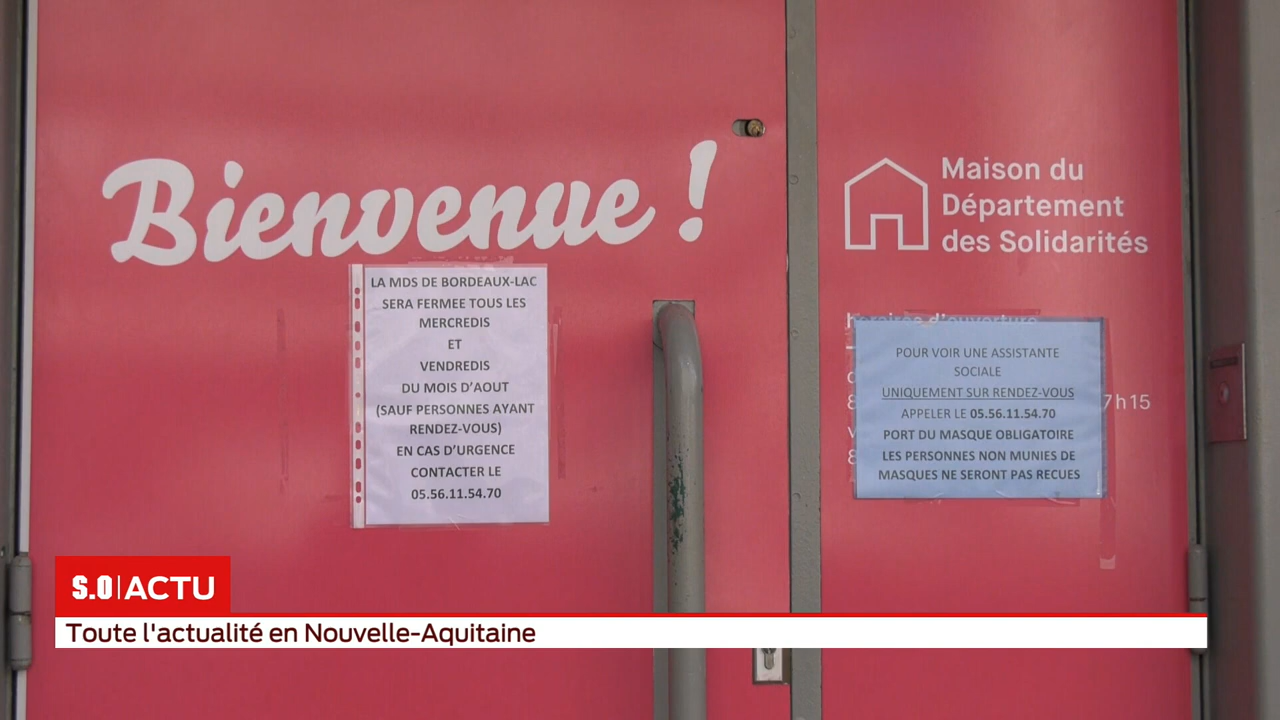 Bienvenue !
LA MDS DE BORDEAUX-LAC
SERA FERMEE TOUS LES
MERCREDIS
ET
VENDREDIS
DU MOIS D'AOUT
(SAUF PERSONNES AYANT
RENDEZ-VOUS)
EN CAS D'URGENCE
CONTACTER LE
05.56.11.54.70
Maison du
Département
des Solidarités
horaires d'ouverture
7h15
POUR VOIR UNE ASSISTANTE
SOCIALE
UNIQUEMENT SUR RENDEZ-VOUS
APPELER LE 05.56.11.54.70
PORT DU MASQUE OBLIGATOIRE
LES PERSONNES NON MUNIES DE
MASQUES NE SERONT PAS RECUES
S.O ACTU
Toute l'actualité en Nouvelle-Aquitaine